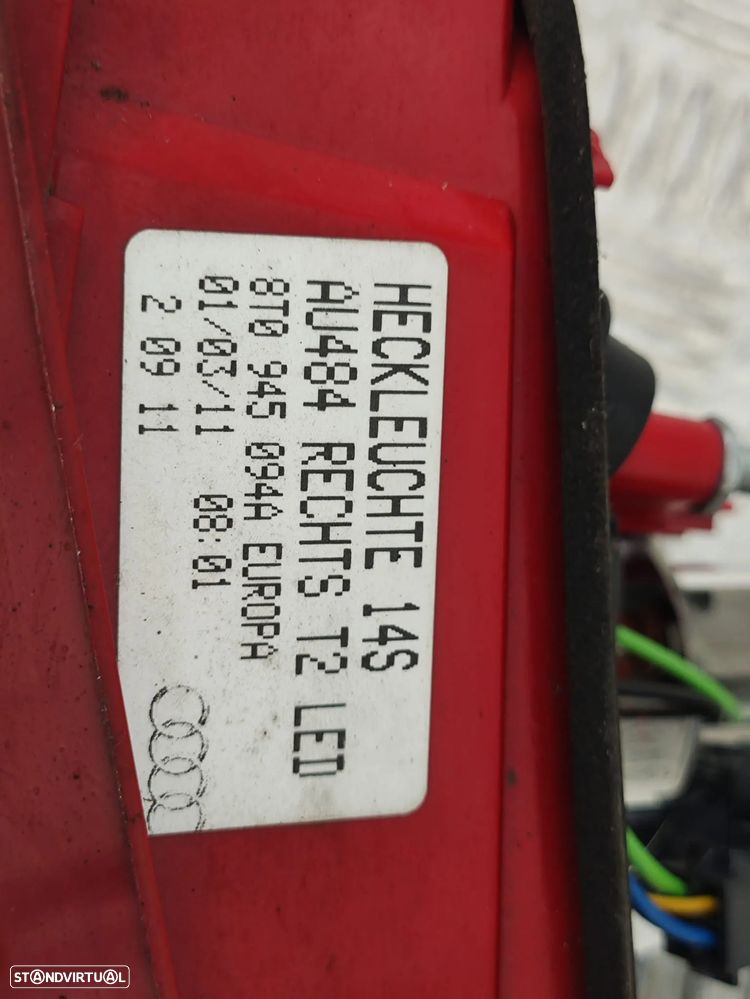 HECKLEUCHTE 14S
AU484 RECHTS T2 LED
8T0 945 094A EUROPA
01/03/11 08:01
2 09 11
STANDVIRTUAL